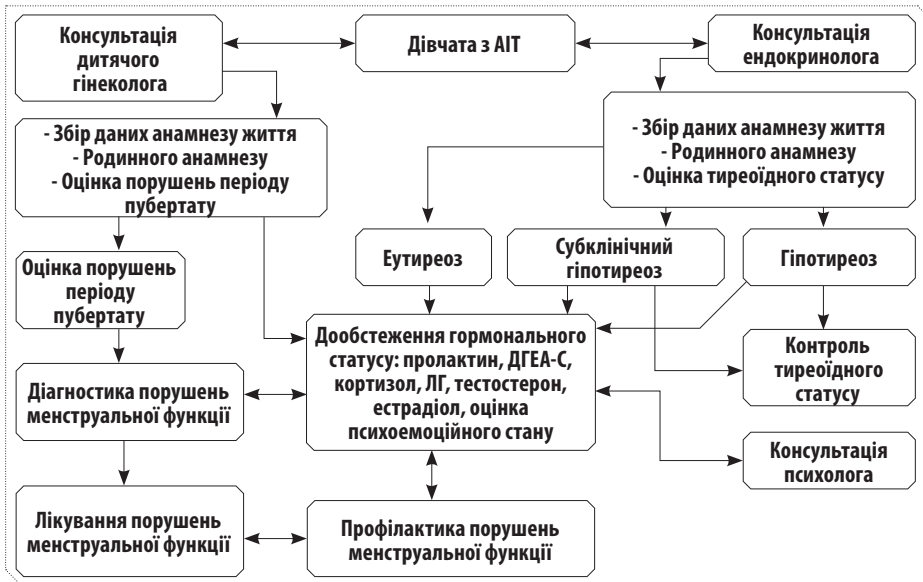 Консультація
дитячого
гінеколога
Дівчата з АІТ
Консультація
ендокринолога
- Збір даних анамнезу життя
- Родинного анамнезу
- Оцінка порушень періоду
пубертату
- Збір даних анамнезу життя
- Родинного анамнезу
- Оцінка тиреоїдного статусу
Еутиреоз
Субклінічний
гіпотиреоз
Гіпотиреоз
Оцінка порушень
періоду
пубертату
Дообстеження гормонального
статусу: пролактин, ДГЕА-С,
кортизол, ЛГ, тестостерон,
естрадіол, оцінка
психоемоційного стану
Контроль
тиреоїдного
статусу
Діагностика порушень
менструальної функції
Консультація
психолога
Лікування порушень
менструальної функції
Профілактика порушень
менструальної функції